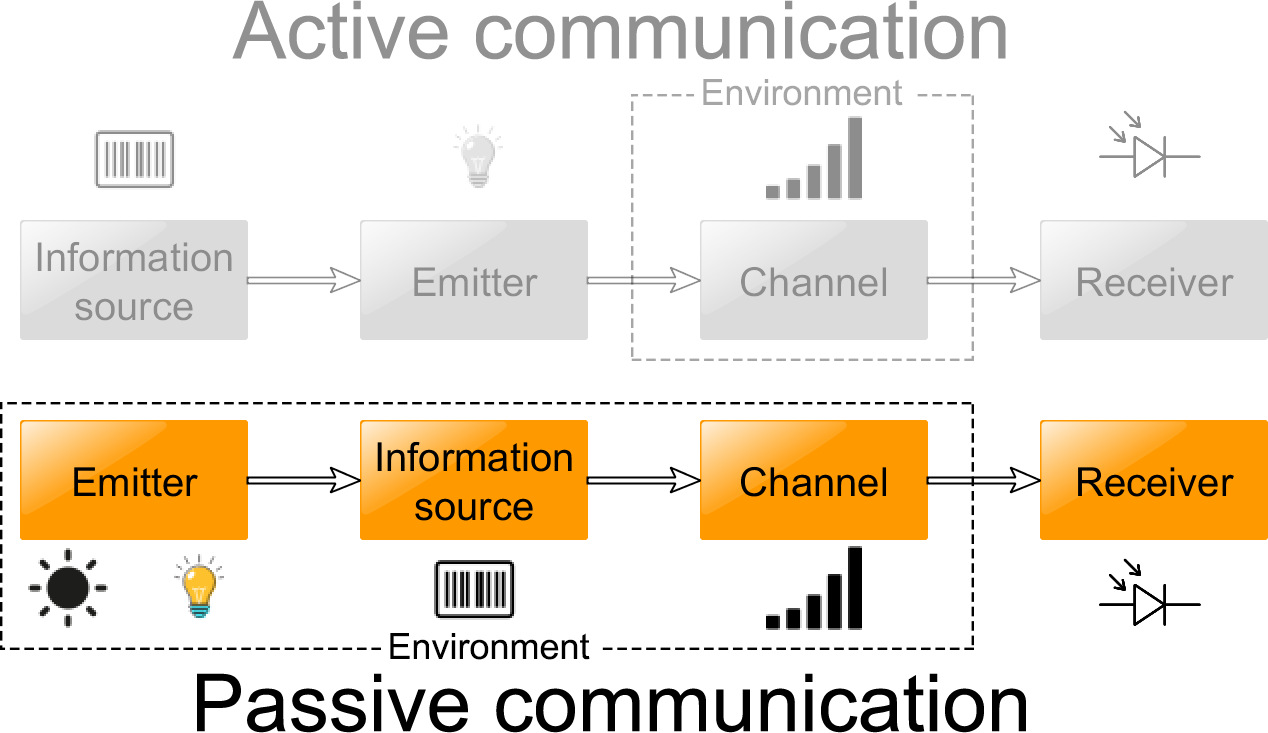 Active communication
Environment
Information
source
Emitter
Channel
Receiver
Emitter
Information
source
Channel
Receiver
Environment
Passive communication